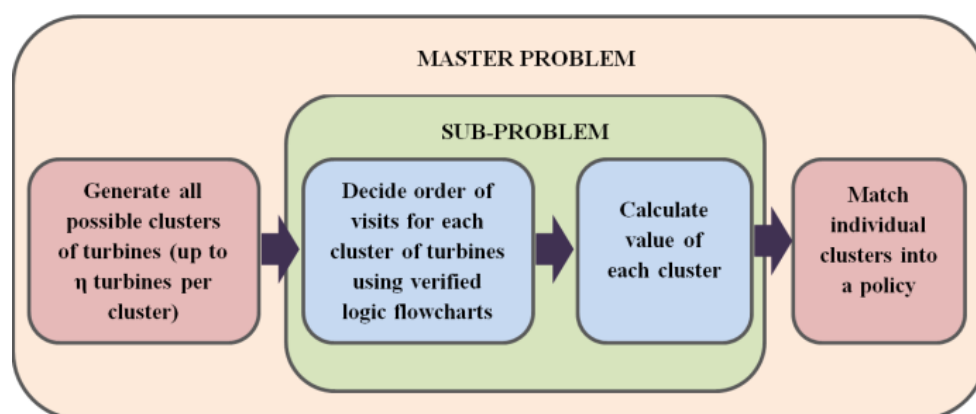 MASTER PROBLEM
SUB-PROBLEM
Generate all
possible clusters
of turbines (up to
η turbines per
cluster)
Decide order of
visits for each
cluster of turbines
using verified
logic flowcharts
Calculate
value of
each cluster
Match
individual
clusters into
a policy